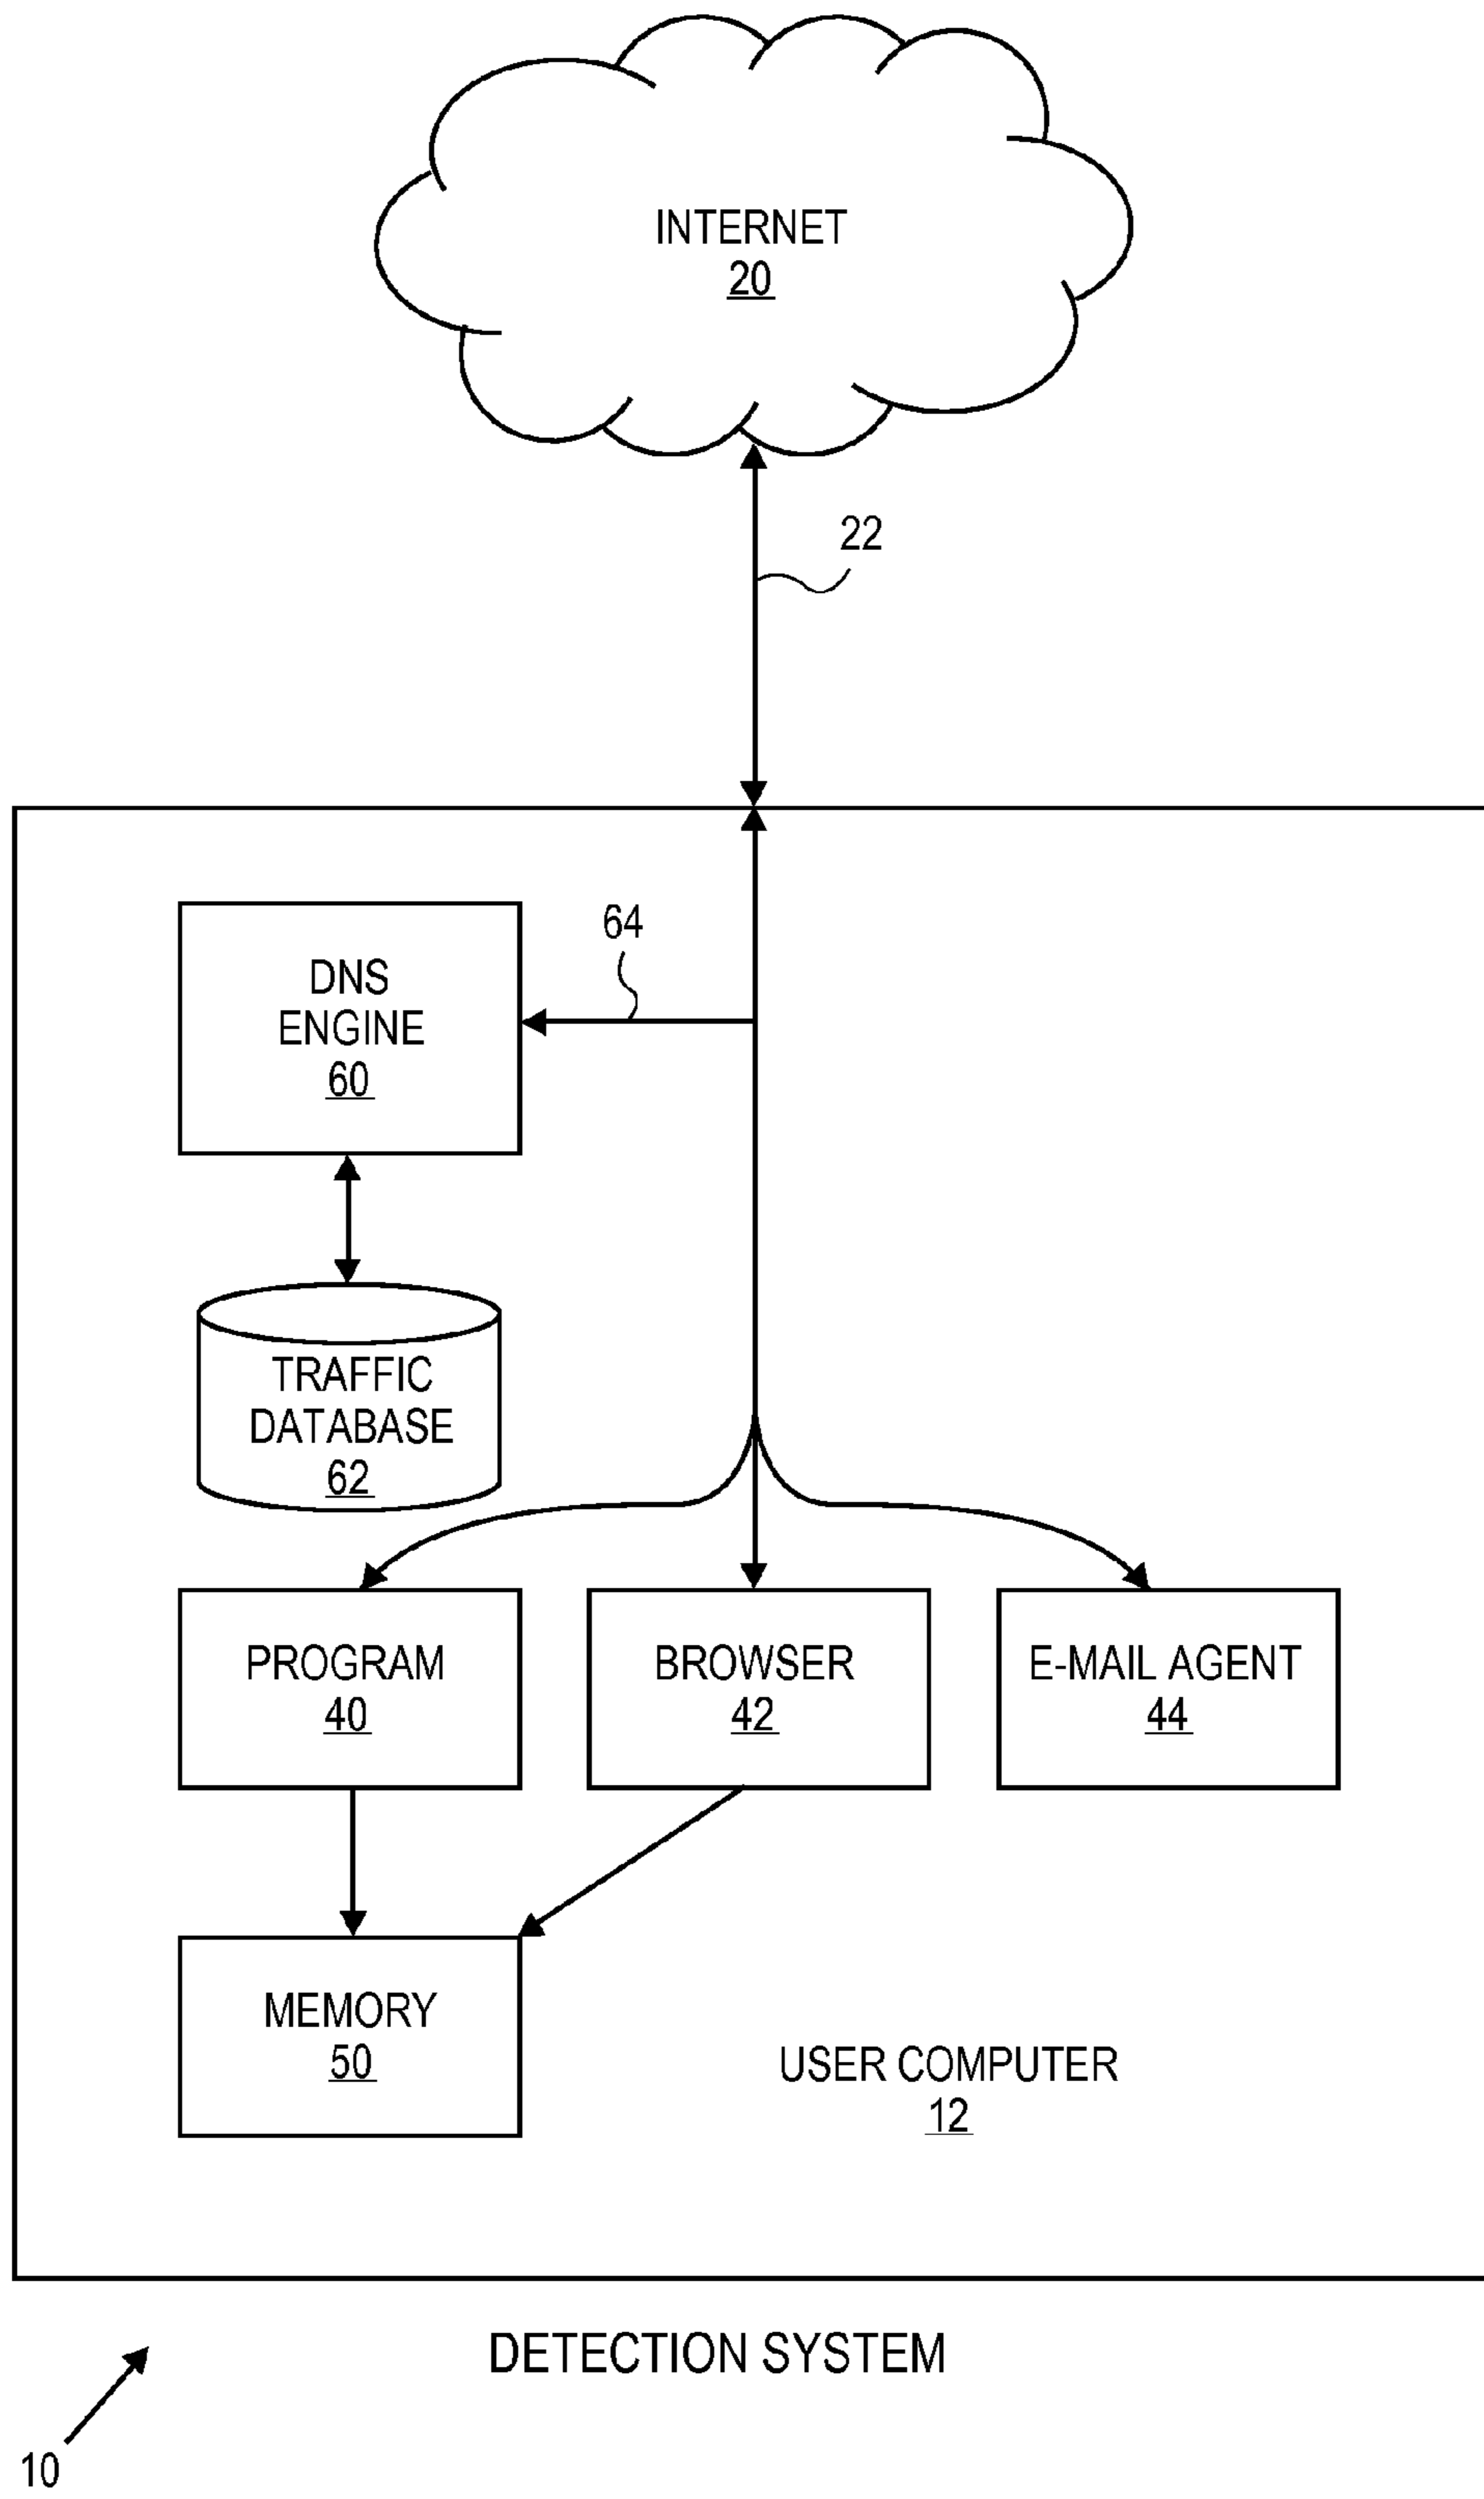 INTERNET
20
22
64
DNS
ENGINE
60
TRAFFIC
DATABASE
62
PROGRAM
40
BROWSER
42
E-MAIL AGENT
44
MEMORY
50
USER COMPUTER
12
DETECTION SYSTEM
10